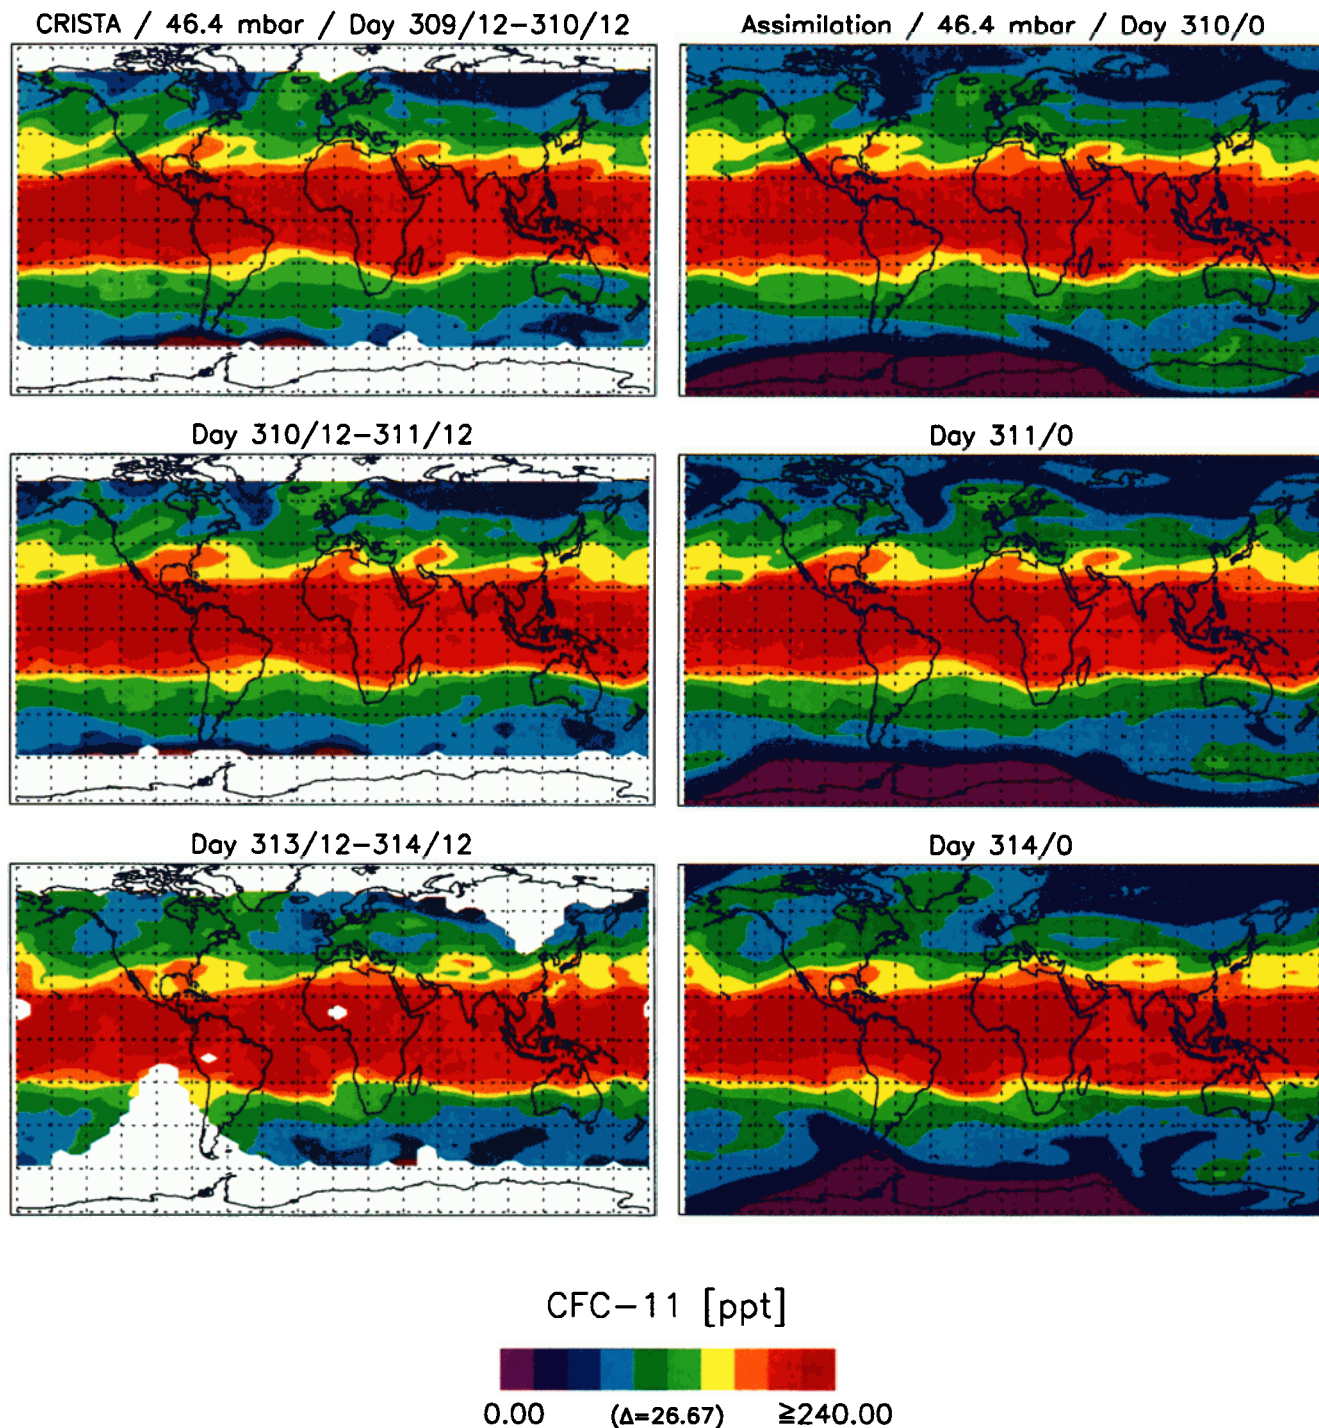 CRISTA / 46.4 mbar / Day 309/12−310/12
Assimilation / 46.4 mbar / Day 310/0
Day 310/12−311/12
Day 311/0
Day 313/12−314/12
Day 314/0
CFC−11 [ppt]
0.00 (Δ=26.67) ≧240.00